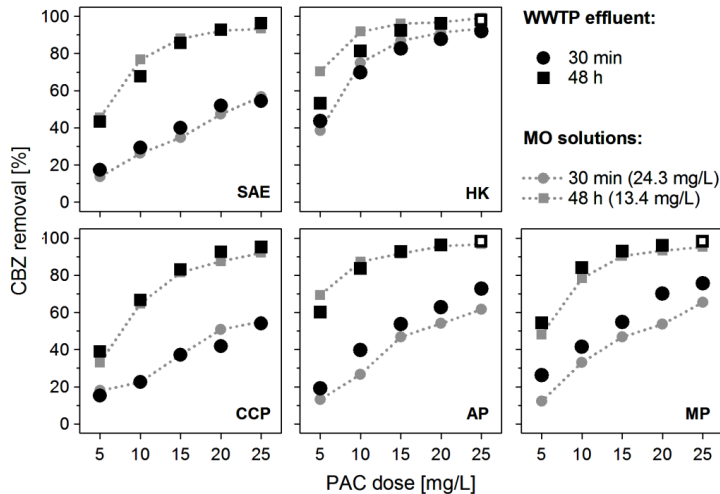 CBZ removal [%]
100
80
60
40
20
0
SAE
HK
WWTP effluent:
30 min
48 h
MO solutions:
30 min (24.3 mg/L)
48 h (13.4 mg/L)
100
80
60
40
20
0
CCP
AP
MP
5 10 15 20 25
5 10 15 20 25
5 10 15 20 25
PAC dose [mg/L]